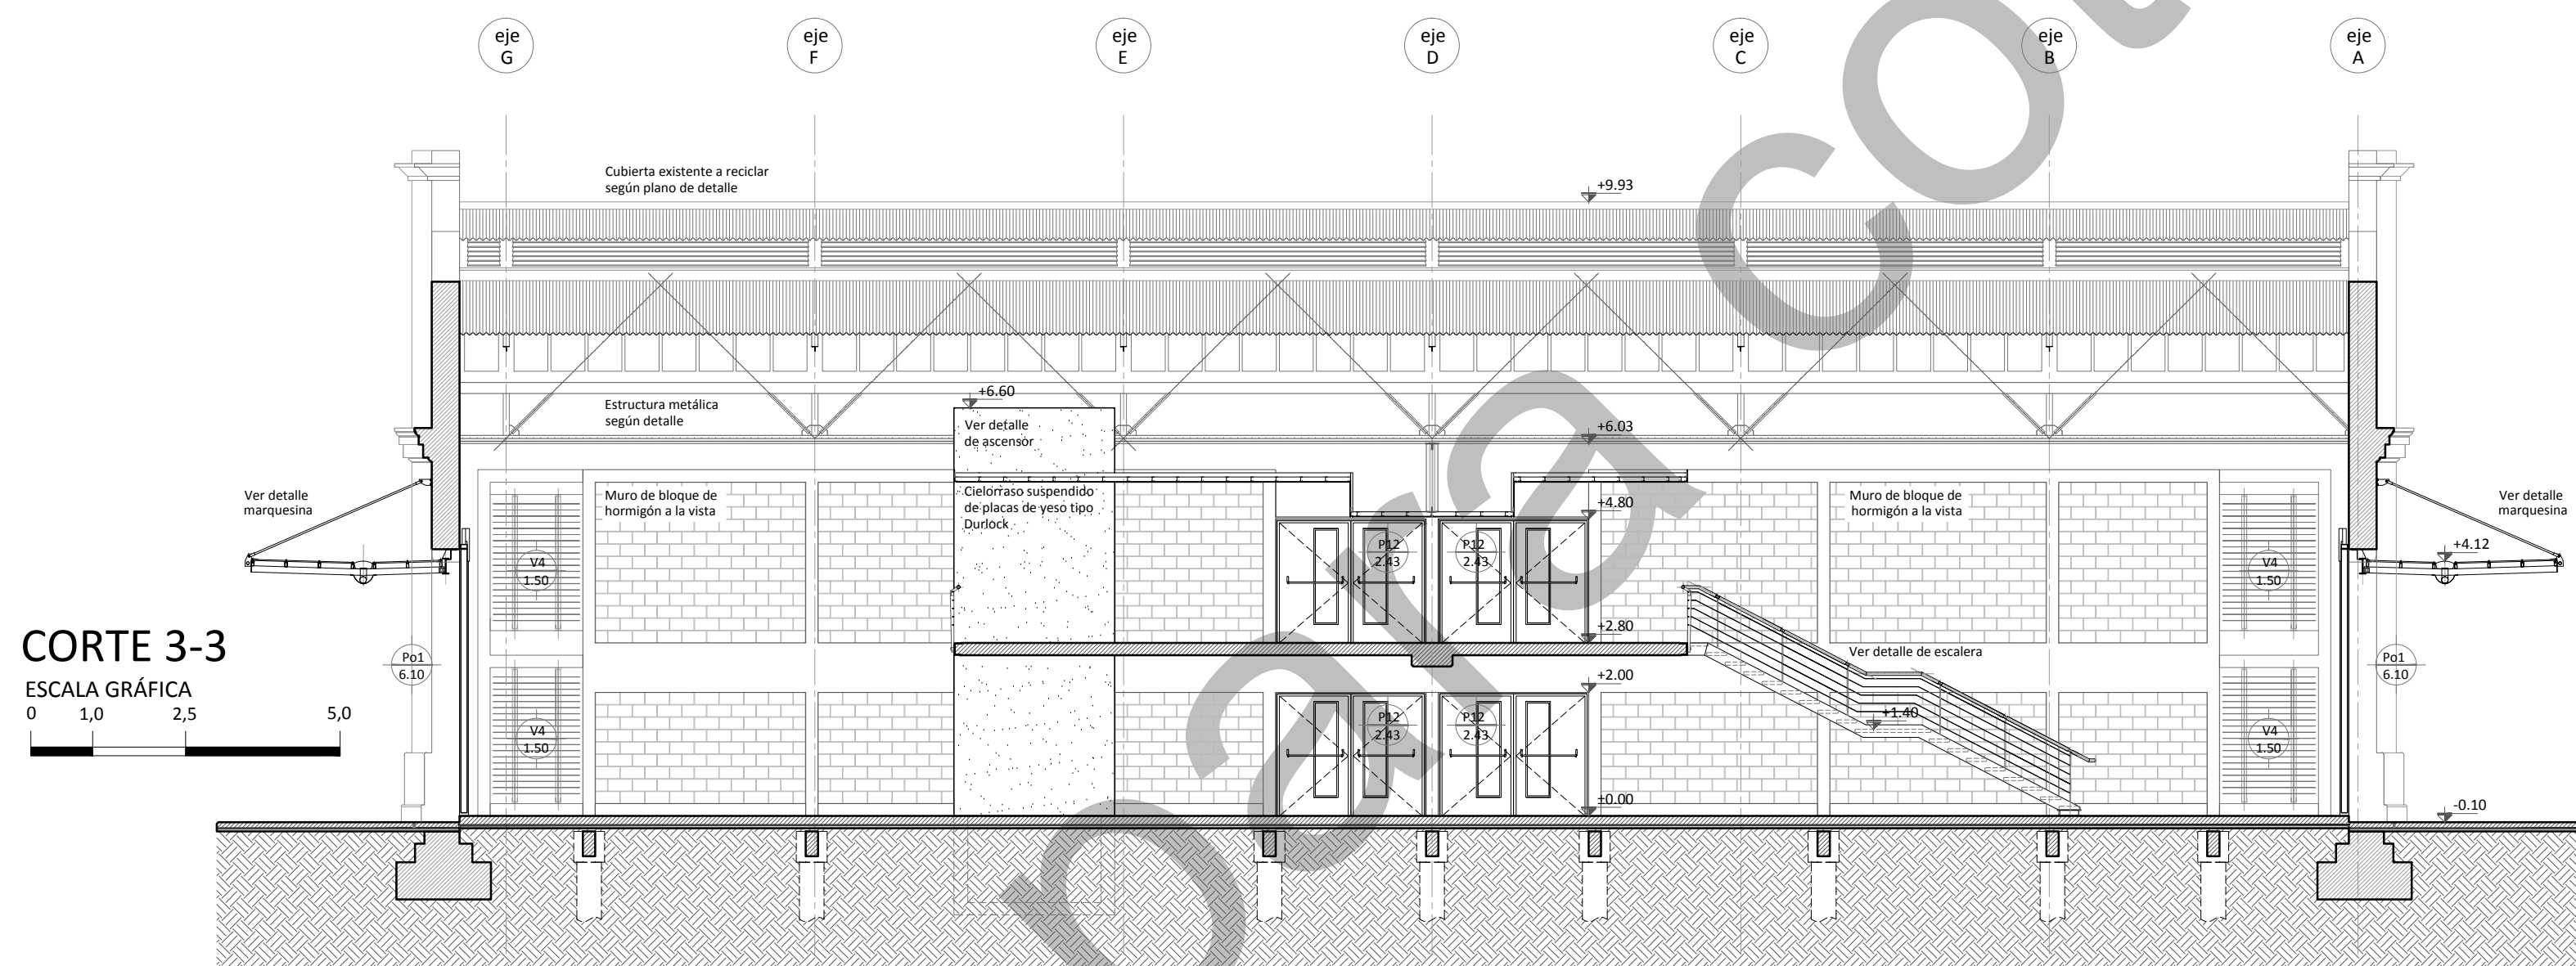 eje
G
eje
F
eje
E
eje
D
eje
C
eje
B
eje
A
Cubierta existente a reciclar
según plano de detalle
+9.93
Estructura metálica
según detalle
+6.60
Ver detalle
de ascensor
+6.03
Ver detalle
marquesina
Muro de bloque de
hormigón a la vista
Cielorraso suspendido
de placas de yeso tipo
Durlock
+4.80
Muro de bloque de
hormigón a la vista
Ver detalle
marquesina
+4.12
V4
1.50
P12
2.43
P12
2.43
V4
1.50
+2.80
Ver detalle de escalera
CORTE 3-3
ESCALA GRÁFICA
0 1,0 2,5 5,0
Po1
6.10
Po1
6.10
+2.00
+1.40
V4
1.50
P12
2.43
P12
2.43
V4
1.50
±0.00
-0.10
para cot